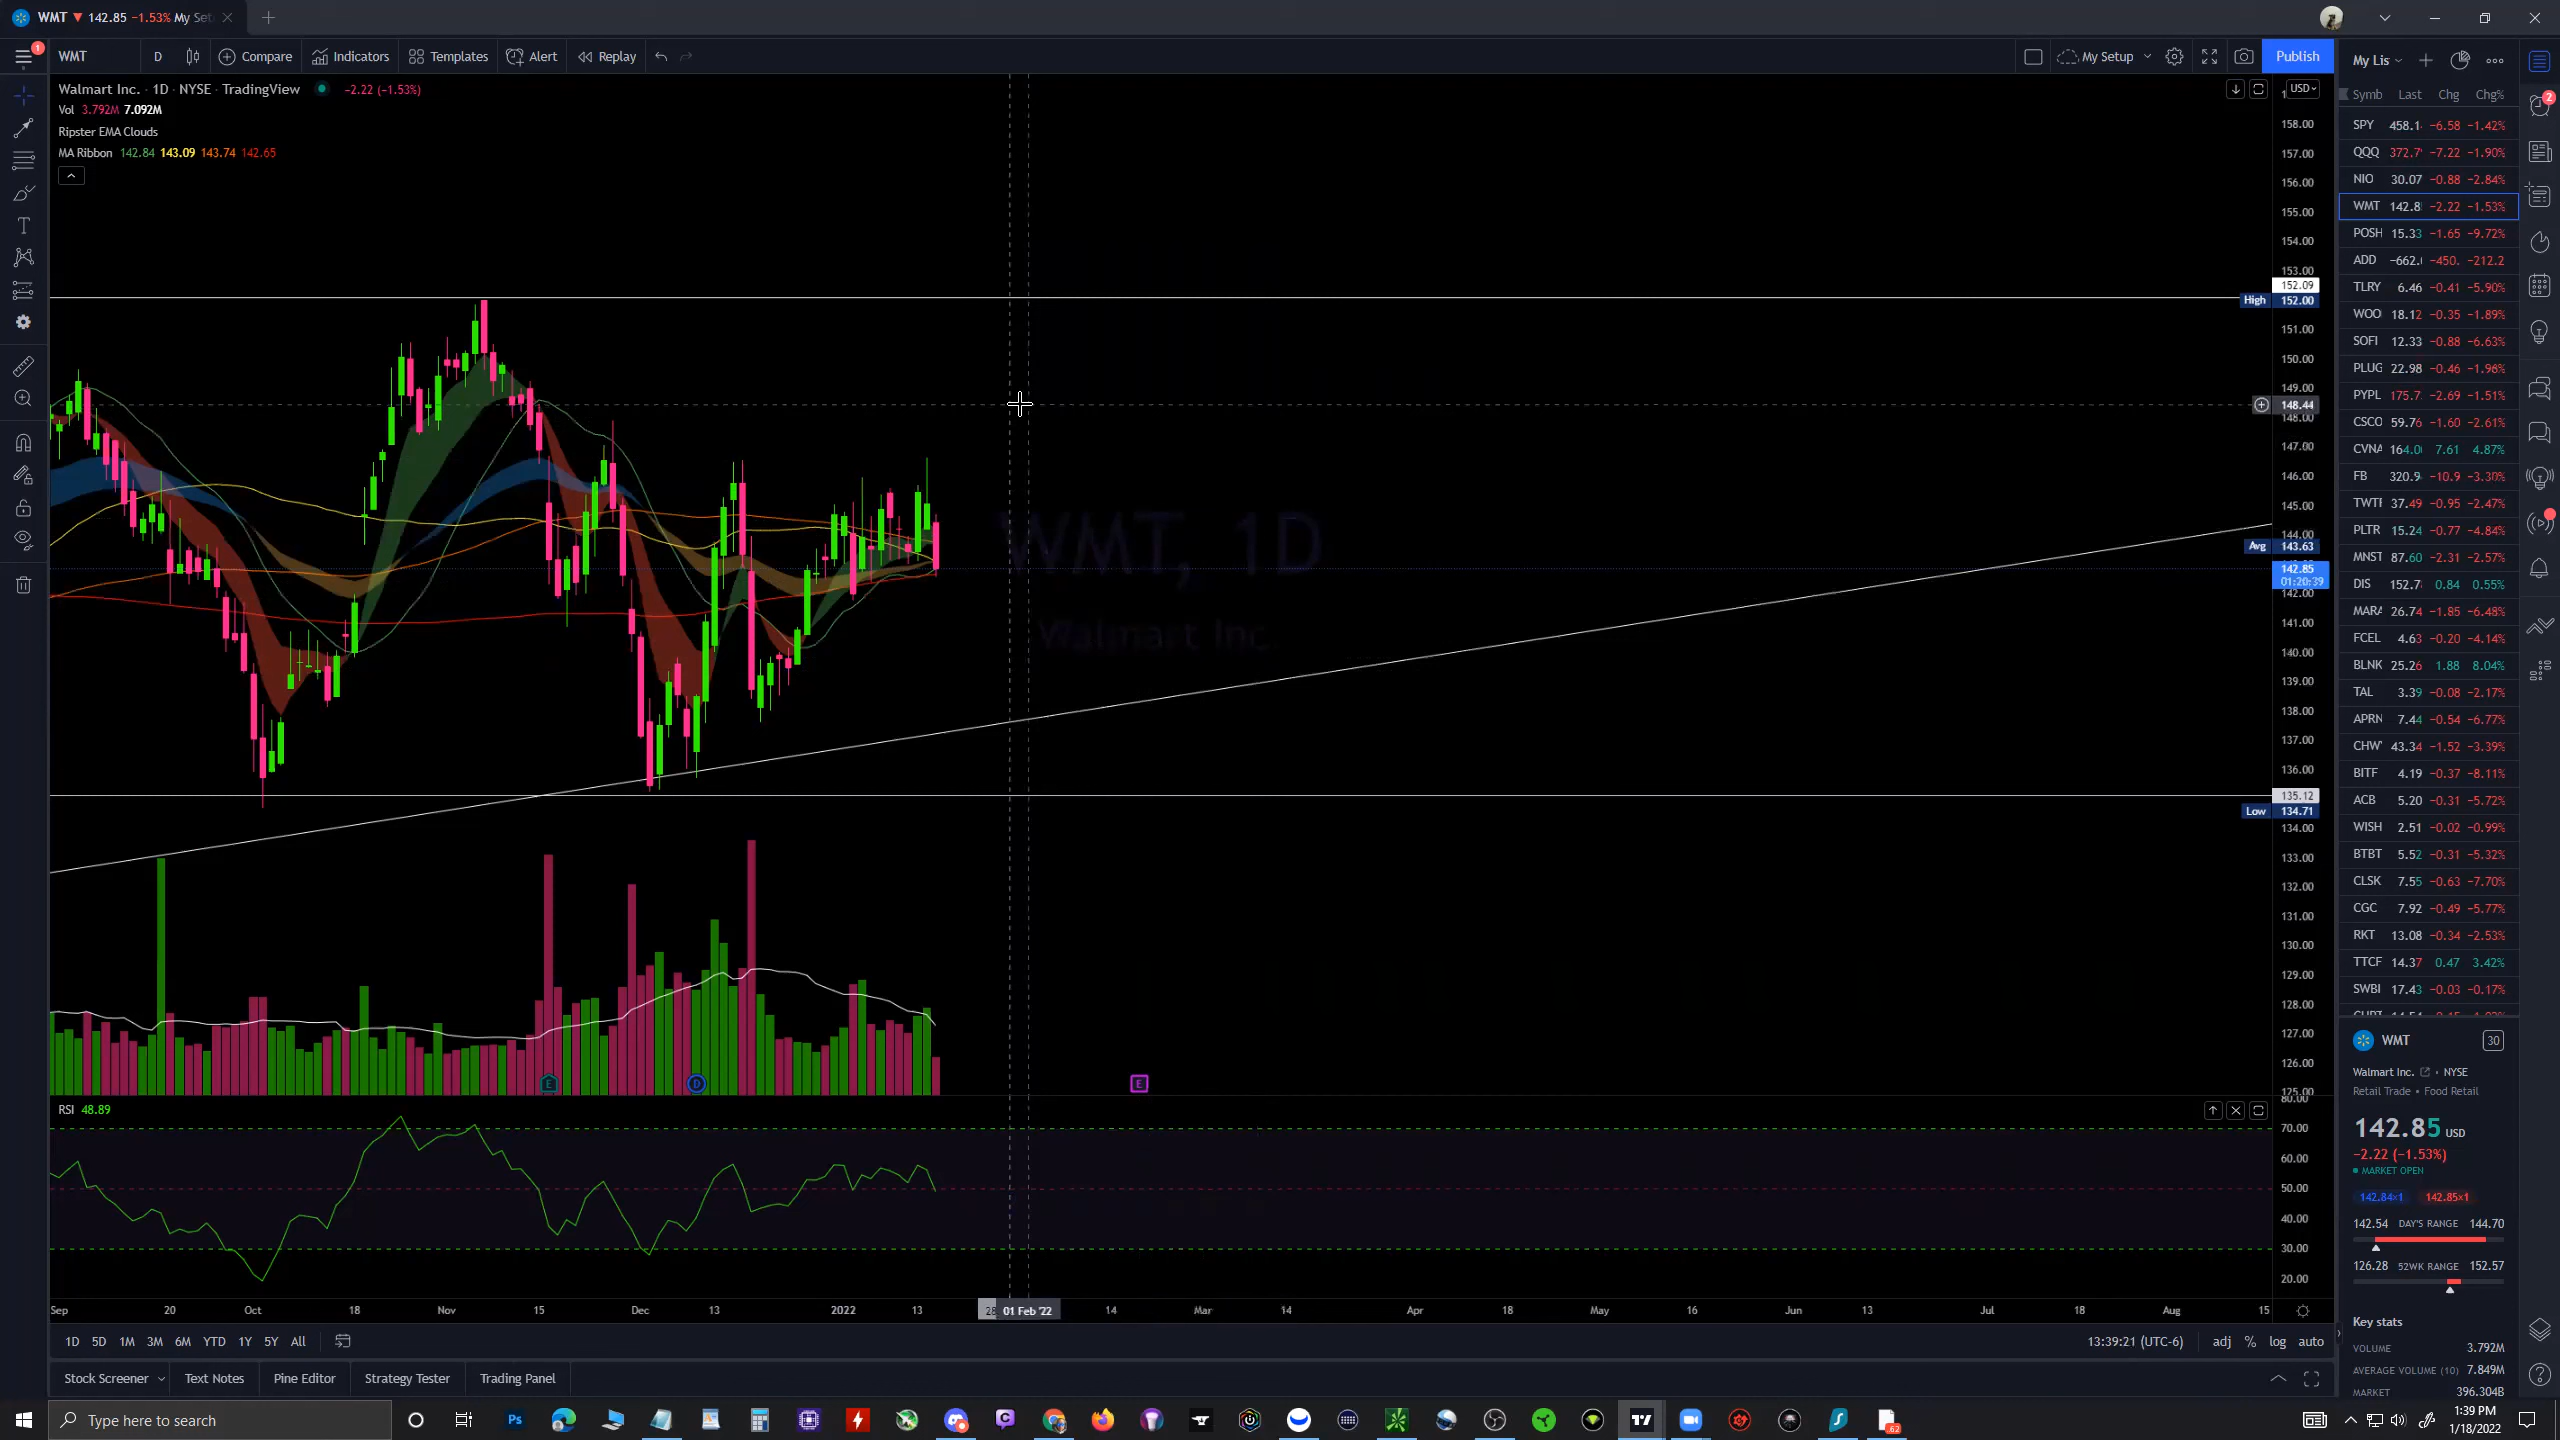 WMT ▼ 142.85 −1.53% My Set
WMT D Compare Indicators Templates Alert Replay My Setup Publish
Walmart Inc. · 1D · NYSE · TradingView −2.22 (−1.53%)
Vol 3.792M 7.092M
Ripster EMA Clouds
MA Ribbon 142.84 143.09 143.74 142.65
USD
158.00
157.00
156.00
155.00
154.00
153.00
152.09
High 152.00
151.00
150.00
149.00
148.44
148.00
147.00
146.00
145.00
144.00
Avg 143.63
142.85
01:20:39
142.00
141.00
140.00
139.00
138.00
137.00
136.00
135.12
Low 134.71
134.00
133.00
132.00
131.00
130.00
129.00
128.00
127.00
126.00
125.00
WMT, 1D
Walmart Inc.
E D E
RSI 48.89
80.00
70.00
60.00
50.00
40.00
30.00
20.00
Sep 20 Oct 18 Nov 15 Dec 13 2022 13 28 01 Feb '22 14 Mar 14 Apr 18 May 16 Jun 13 Jul 18 Aug 15
1D 5D 1M 3M 6M YTD 1Y 5Y All 13:39:21 (UTC-6) adj % log auto
Stock Screener Text Notes Pine Editor Strategy Tester Trading Panel
My Lis
Symb Last Chg Chg%
SPY 458.1 −6.58 −1.42%
QQQ 372.7 −7.22 −1.90%
NIO 30.07 −0.88 −2.84%
WMT 142.8 −2.22 −1.53%
POSH 15.33 −1.65 −9.72%
ADD −662. −450. −212.2
TLRY 6.46 −0.41 −5.90%
WOO 18.12 −0.35 −1.89%
SOFI 12.33 −0.88 −6.63%
PLUG 22.98 −0.46 −1.96%
PYPL 175.7 −2.69 −1.51%
CSCO 59.76 −1.60 −2.61%
CVNA 164.0 7.61 4.87%
FB 320.9 −10.9 −3.30%
TWTI 37.49 −0.95 −2.47%
PLTR 15.24 −0.77 −4.84%
MNST 87.60 −2.31 −2.57%
DIS 152.7 0.84 0.55%
MARA 26.74 −1.85 −6.48%
FCEL 4.63 −0.20 −4.14%
BLNK 25.26 1.88 8.04%
TAL 3.39 −0.08 −2.17%
APRN 7.44 −0.54 −6.77%
CHW 43.34 −1.52 −3.39%
BITF 4.19 −0.37 −8.11%
ACB 5.20 −0.31 −5.72%
WISH 2.51 −0.02 −0.99%
BTBT 5.52 −0.31 −5.32%
CLSK 7.55 −0.63 −7.70%
CGC 7.92 −0.49 −5.77%
RKT 13.08 −0.34 −2.53%
TTCF 14.37 0.47 3.42%
SWBI 17.43 −0.03 −0.17%
WMT 30
Walmart Inc. • NYSE
Retail Trade • Food Retail
142.85 USD
−2.22 (−1.53%)
MARKET OPEN
142.84×1 142.85×1
142.54 DAY'S RANGE 144.70
126.28 52WK RANGE 152.57
Key stats
VOLUME 3.792M
AVERAGE VOLUME (10) 7.849M
MARKET 396.304B
Type here to search
1:39 PM
1/18/2022